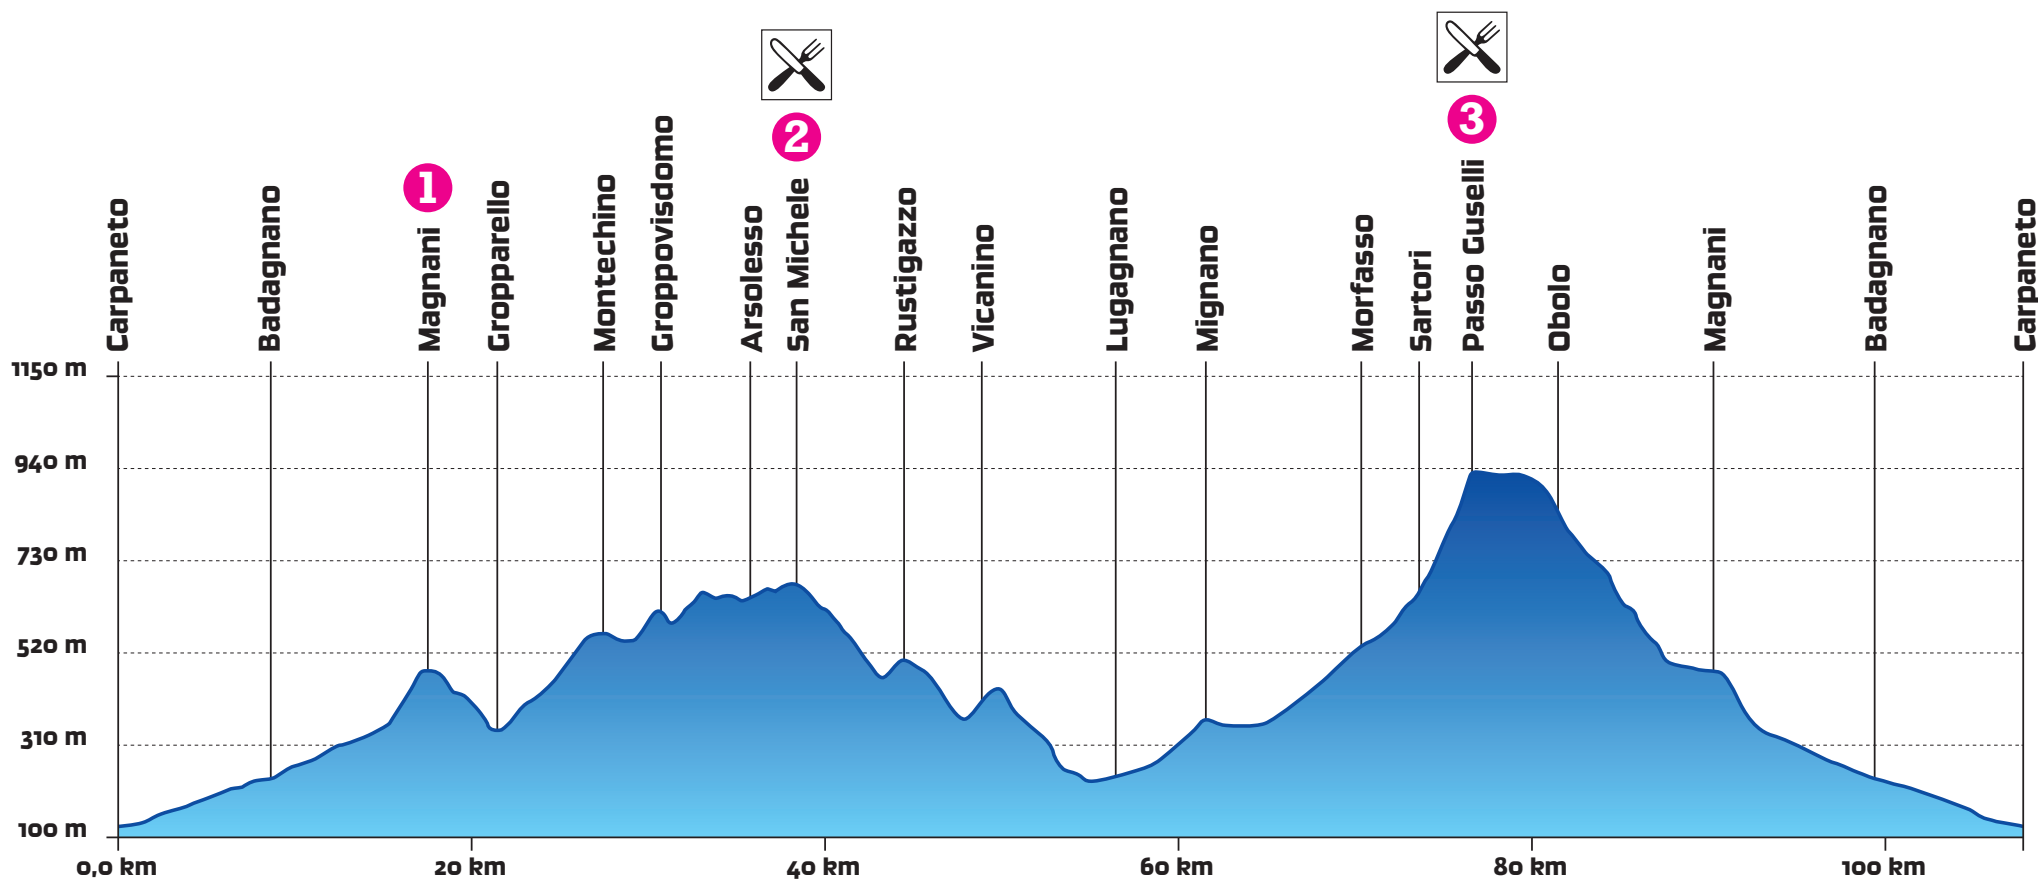 3
2
1
Carpaneto
Badagnano
Magnani
Gropparello
Montechino
Groppovisdomo
Arsolesso
San Michele
Rustigazzo
Vicanino
Lugagnano
Mignano
Morfasso
Sartori
Passo Guselli
Obolo
Magnani
Badagnano
Carpaneto
1150 m
940 m
730 m
520 m
310 m
100 m
0,0 km
20 km
40 km
60 km
80 km
100 km